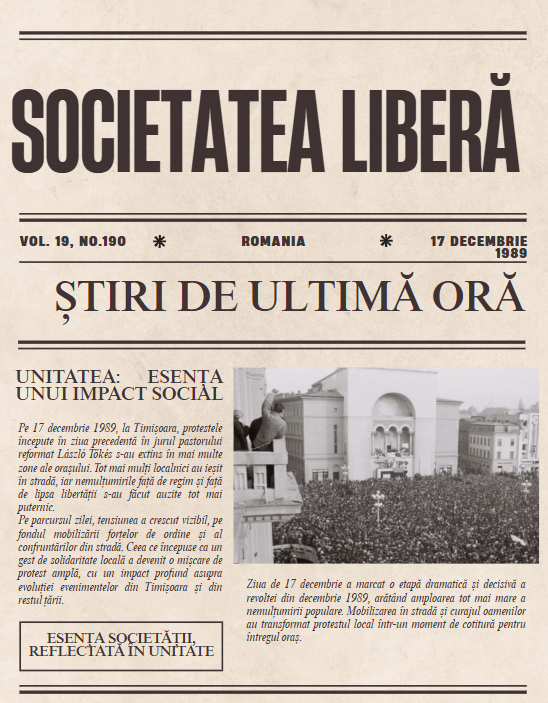 SOCIETATEA LIBERĂ
VOL. 19, NO.190
ROMANIA
17 DECEMBRIE
1989
ȘTIRI DE ULTIMĂ ORĂ
UNITATEA: ESENȚA
UNUI IMPACT SOCIAL
Pe 17 decembrie 1989, la Timișoara, protestele
începute în ziua precedentă în jurul pastorului
reformat László Tőkés s-au extins în mai multe
zone ale orașului. Tot mai mulți localnici au ieșit
în stradă, iar nemulțumirile față de regim și față
de lipsa libertății s-au făcut auzite tot mai
puternic.
Pe parcursul zilei, tensiunea a crescut vizibil, pe
fondul mobilizării forțelor de ordine și al
confruntărilor din stradă. Ceea ce începuse ca un
gest de solidaritate locală a devenit o mișcare de
protest amplă, cu un impact profund asupra
evoluției evenimentelor din Timișoara și din
restul țării.
ESENȚA SOCIETĂȚII,
REFLECTATĂ ÎN UNITATE
Ziua de 17 decembrie a marcat o etapă dramatică și decisivă a
revoltei din decembrie 1989, arătând amploarea tot mai mare a
nemulțumirii populare. Mobilizarea în stradă și curajul oamenilor
au transformat protestul local într-un moment de cotitură pentru
întregul oraș.